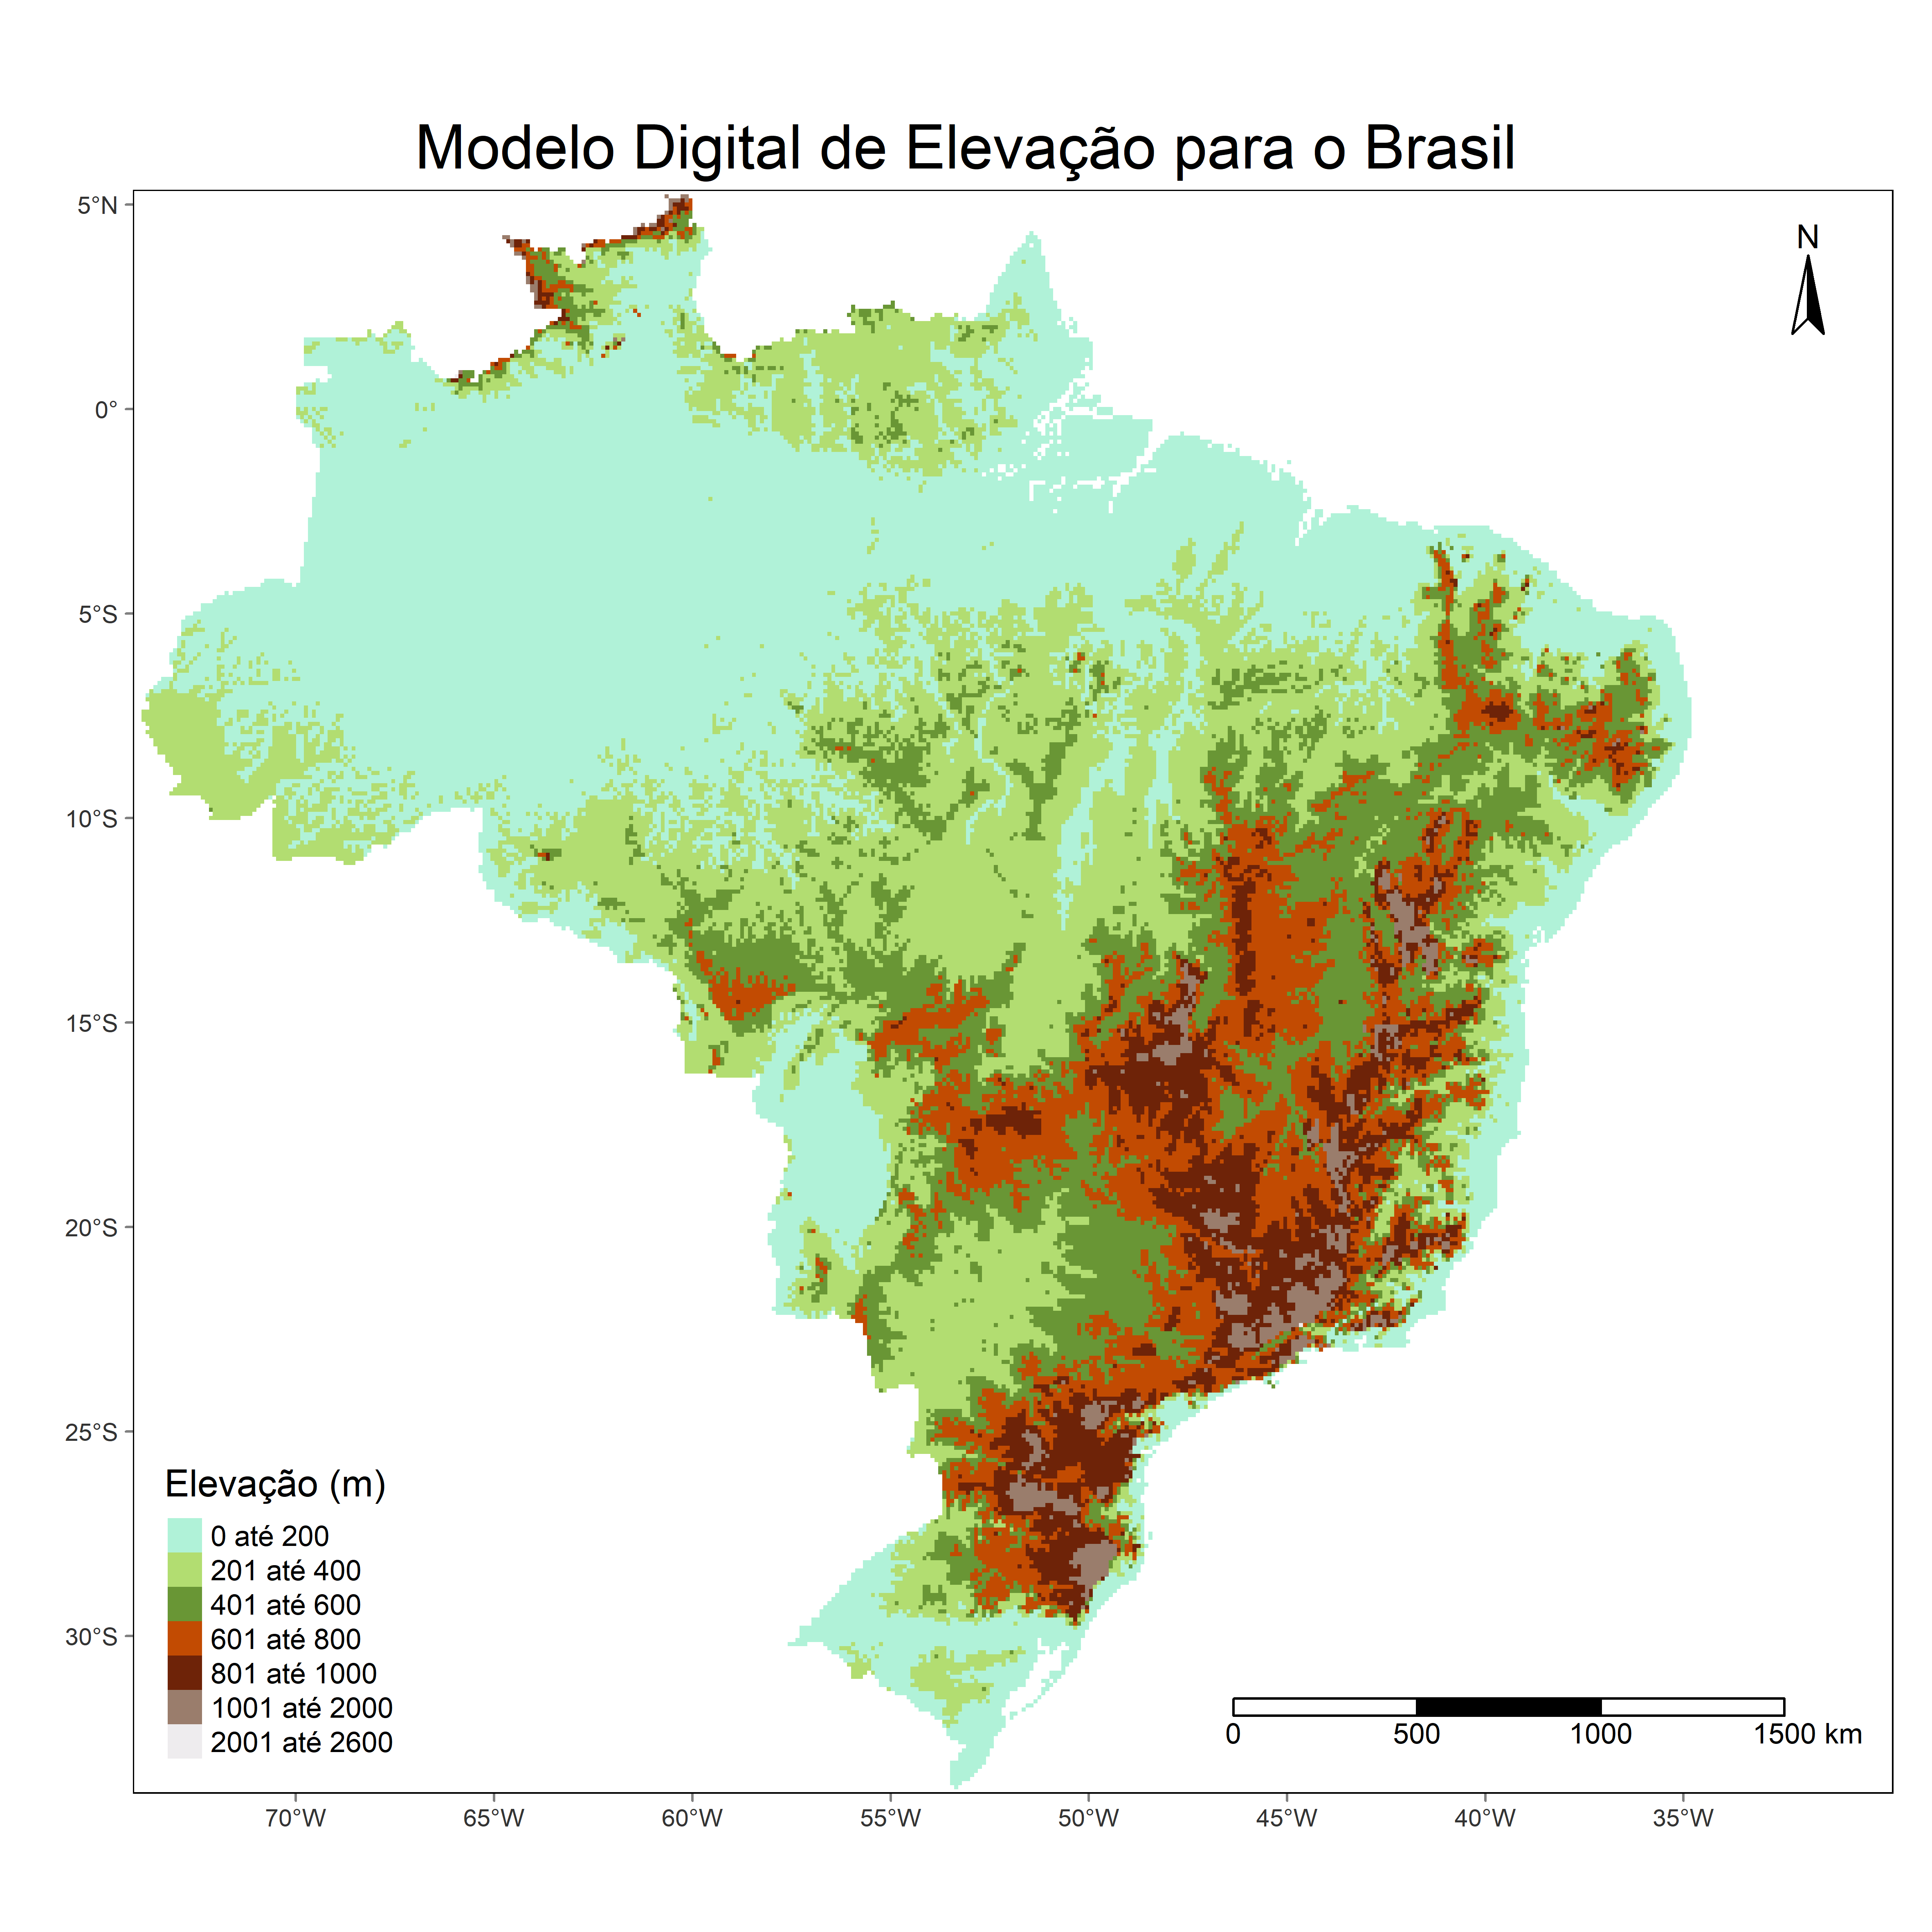 Modelo Digital de Elevação para o Brasil
N
5°N
0°
5°S
10°S
15°S
20°S
25°S
30°S
Elevação (m)
0 até 200
201 até 400
401 até 600
601 até 800
801 até 1000
1001 até 2000
2001 até 2600
0 500 1000 1500 km
70°W 65°W 60°W 55°W 50°W 45°W 40°W 35°W